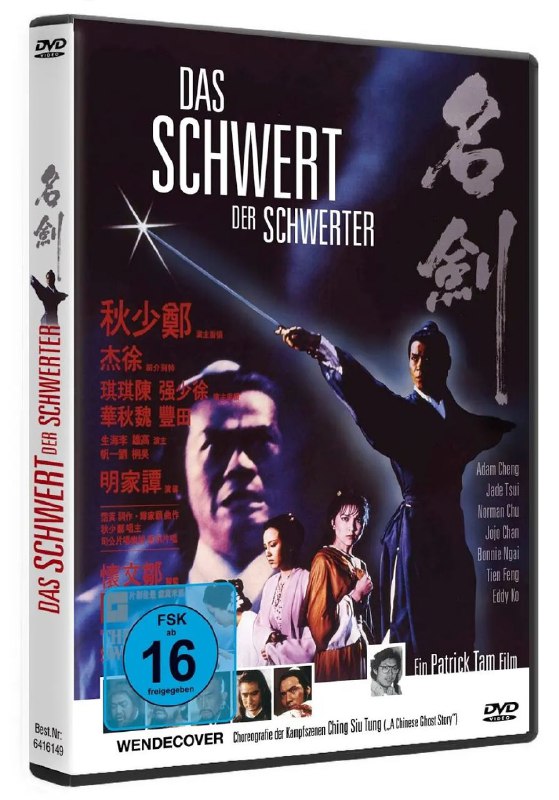 DVD
VIDEO
名劍
DAS SCHWERT DER SCHWERTER
Best.Nr:
6416149
DAS
SCHWERT
DER SCHWERTER
名劍
秋少鄭
杰徐
琪琪陳 强少徐
華秋魏 豐田
明家譚
懷文鄒
Adam Cheng
Jade Tsui
Norman Chu
Jojo Chan
Bonnie Ngai
Tien Feng
Eddy Ko
Ein Patrick Tam Film
FSK
ab
16
freigegeben
WENDECOVER
Choreografie der Kampfszenen Ching Siu Tung („A Chinese Ghost Story")
DVD
VIDEO